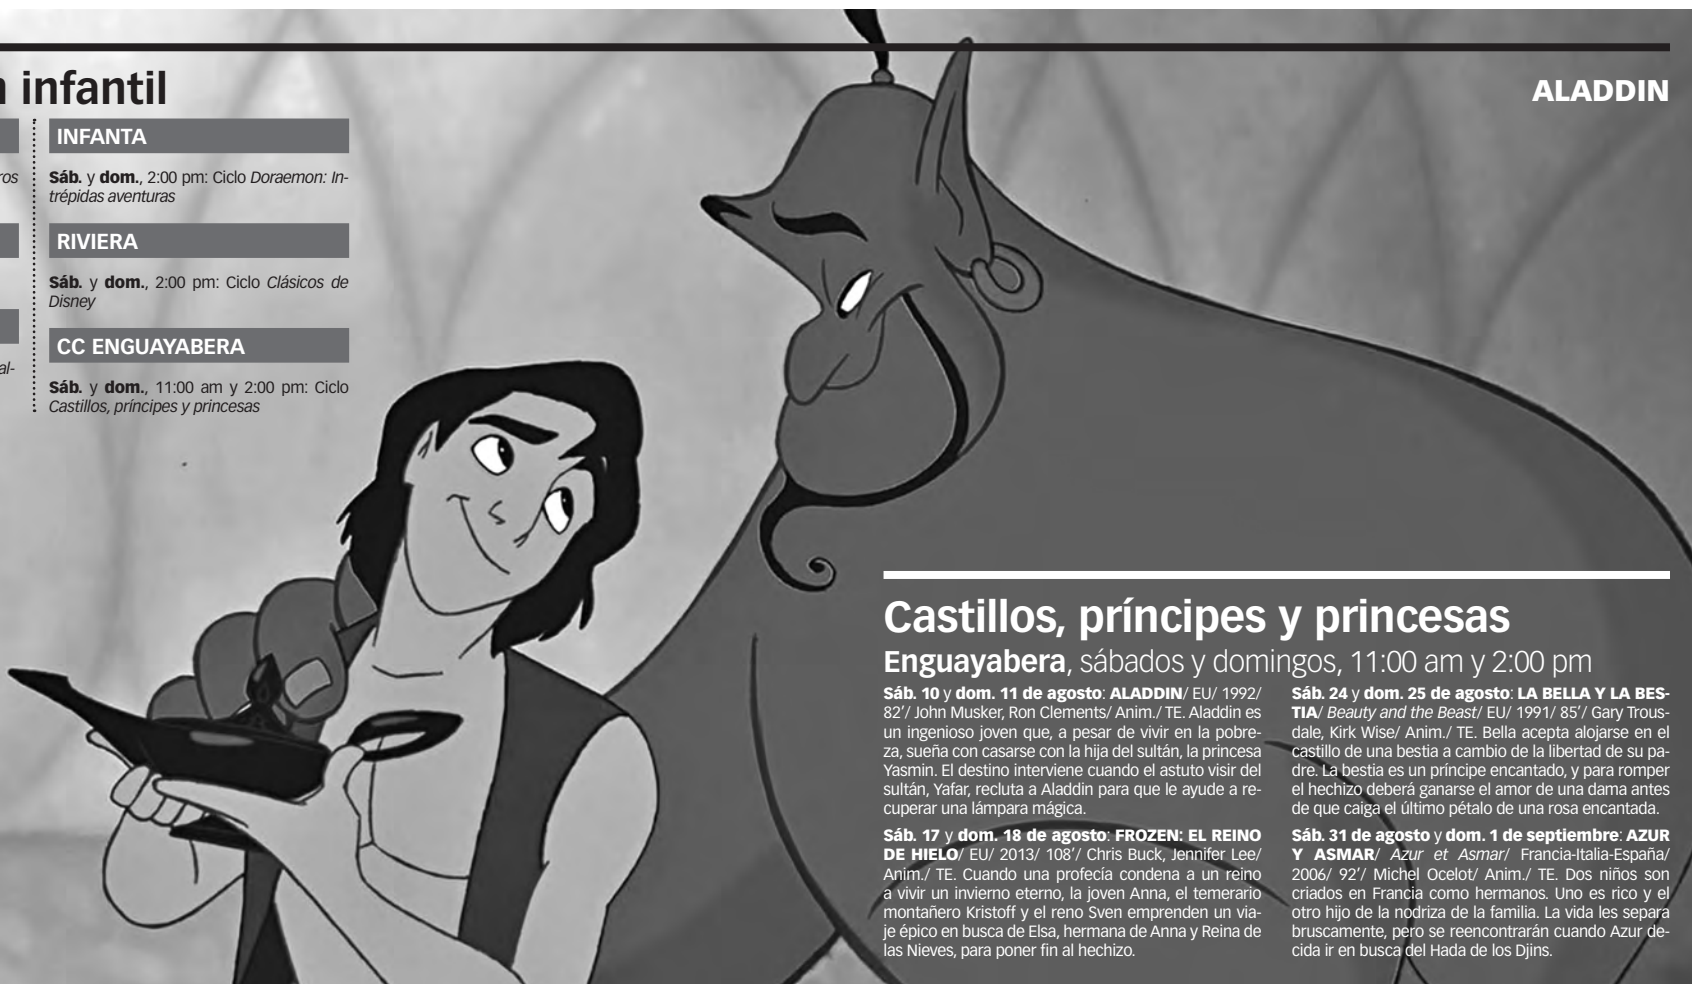 infantil
ALADDIN
ros
al-
INFANTA
Sáb. y dom., 2:00 pm: Ciclo Doraemon: In-
trépidas aventuras
RIVIERA
Sáb. y dom., 2:00 pm: Ciclo Clásicos de
Disney
CC ENGUAYABERA
Sáb. y dom., 11:00 am y 2:00 pm: Ciclo
Castillos, príncipes y princesas
Castillos, príncipes y princesas
Enguayabera, sábados y domingos, 11:00 am y 2:00 pm
Sáb. 10 y dom. 11 de agosto: ALADDIN/ EU/ 1992/
82’/ John Musker, Ron Clements/ Anim./ TE. Aladdin es
un ingenioso joven que, a pesar de vivir en la pobre-
za, sueña con casarse con la hija del sultán, la princesa
Yasmin. El destino interviene cuando el astuto visir del
sultán, Yafar, recluta a Aladdin para que le ayude a re-
cuperar una lámpara mágica.
Sáb. 17 y dom. 18 de agosto: FROZEN: EL REINO
DE HIELO/ EU/ 2013/ 108’/ Chris Buck, Jennifer Lee/
Anim./ TE. Cuando una profecía condena a un reino
a vivir un invierno eterno, la joven Anna, el temerario
montañero Kristoff y el reno Sven emprenden un via-
je épico en busca de Elsa, hermana de Anna y Reina de
las Nieves, para poner fin al hechizo.
Sáb. 24 y dom. 25 de agosto: LA BELLA Y LA BES-
TIA/ Beauty and the Beast/ EU/ 1991/ 85’/ Gary Trous-
dale, Kirk Wise/ Anim./ TE. Bella acepta alojarse en el
castillo de una bestia a cambio de la libertad de su pa-
dre. La bestia es un príncipe encantado, y para romper
el hechizo deberá ganarse el amor de una dama antes
de que caiga el último pétalo de una rosa encantada.
Sáb. 31 de agosto y dom. 1 de septiembre: AZUR
Y ASMAR/ Azur et Asmar/ Francia-Italia-España/
2006/ 92’/ Michel Ocelot/ Anim./ TE. Dos niños son
criados en Francia como hermanos. Uno es rico y el
otro hijo de la nodriza de la familia. La vida les separa
bruscamente, pero se reencontrarán cuando Azur de-
cida ir en busca del Hada de los Djins.